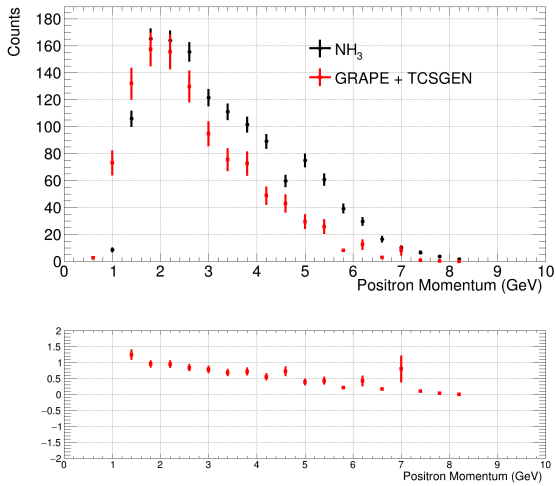 Counts
180
160
140
120
100
80
60
40
20
0
NH3
GRAPE + TCSGEN
0 1 2 3 4 5 6 7 8 9 10
Positron Momentum (GeV)
2
1.5
1
0.5
0
−0.5
−1
−1.5
−2
0 1 2 3 4 5 6 7 8 9 10
Positron Momentum (GeV)